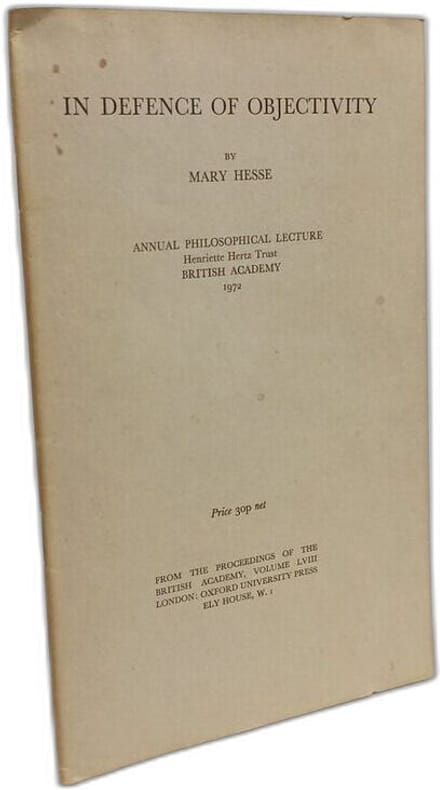 IN DEFENCE OF OBJECTIVITY
BY
MARY HESSE
ANNUAL PHILOSOPHICAL LECTURE
Henriette Hertz Trust
BRITISH ACADEMY
1972
Price 30p net
FROM THE PROCEEDINGS OF THE
BRITISH ACADEMY, VOLUME LVIII
LONDON: OXFORD UNIVERSITY PRESS
ELY HOUSE, W. 1